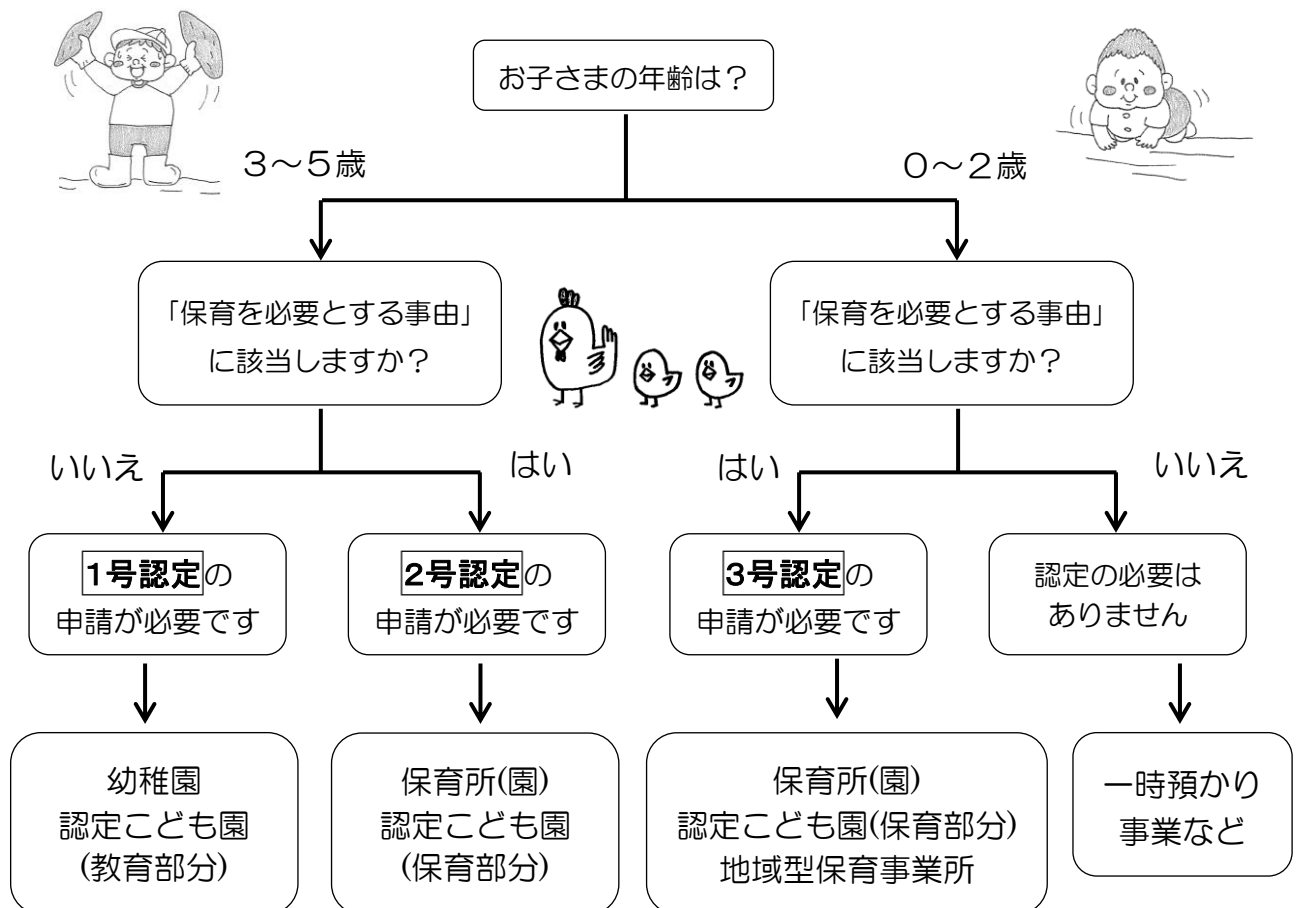 お子さまの年齢は？
3～5歳
0～2歳
「保育を必要とする事由」
に該当しますか？
「保育を必要とする事由」
に該当しますか？
いいえ
はい
はい
いいえ
1号認定の
申請が必要です
2号認定の
申請が必要です
3号認定の
申請が必要です
認定の必要は
ありません
幼稚園
認定こども園
(教育部分)
保育所(園)
認定こども園
(保育部分)
保育所(園)
認定こども園(保育部分)
地域型保育事業所
一時預かり
事業など